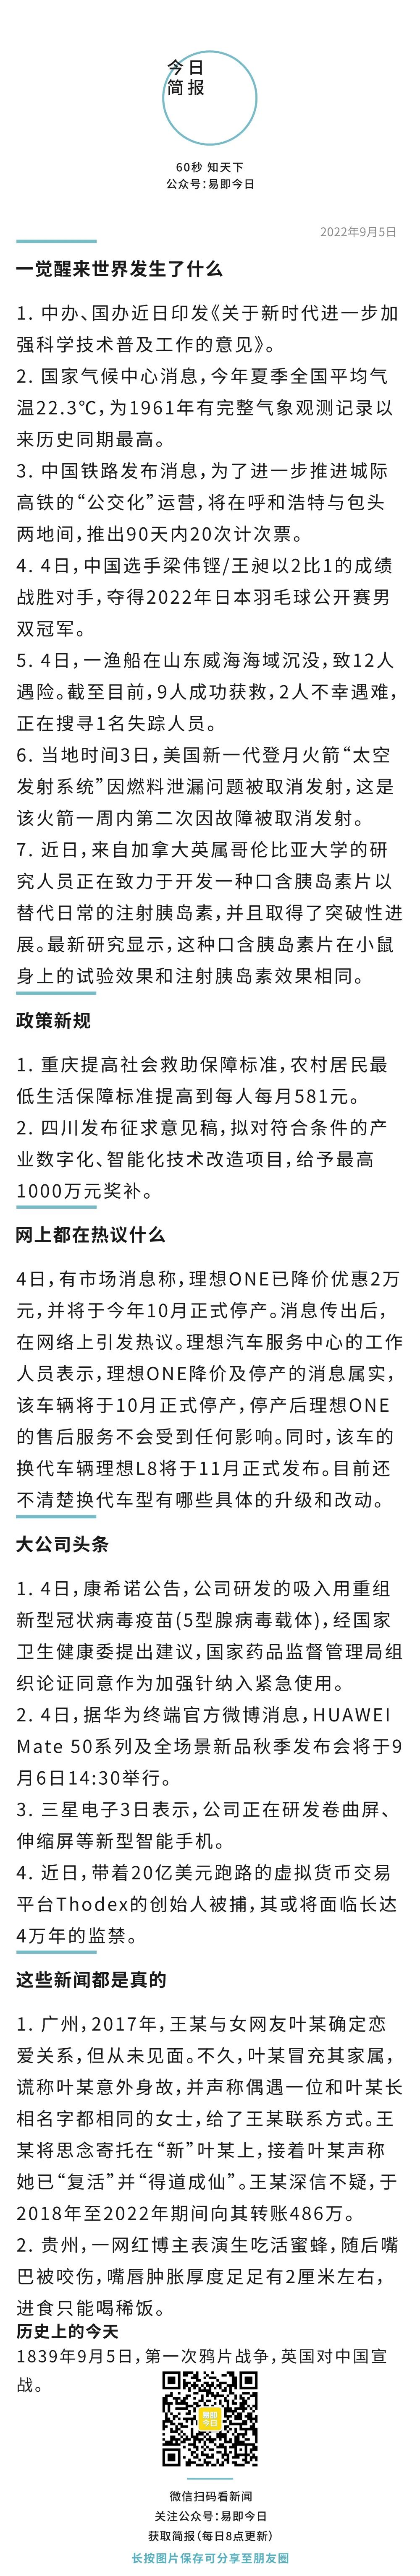 今日
简报
60秒 知天下
公众号：易即今日
2022年9月5日
一觉醒来世界发生了什么
1. 中办、国办近日印发《关于新时代进一步加
强科学技术普及工作的意见》。
2. 国家气候中心消息，今年夏季全国平均气
温22.3℃，为1961年有完整气象观测记录以
来历史同期最高。
3. 中国铁路发布消息，为了进一步推进城际
高铁的“公交化”运营，将在呼和浩特与包头
两地间，推出90天内20次计次票。
4. 4日，中国选手梁伟铿/王昶以2比1的成绩
战胜对手，夺得2022年日本羽毛球公开赛男
双冠军。
5. 4日，一渔船在山东威海海域沉没，致12人
遇险。截至目前，9人成功获救，2人不幸遇难，
正在搜寻1名失踪人员。
6. 当地时间3日，美国新一代登月火箭“太空
发射系统”因燃料泄漏问题被取消发射，这是
该火箭一周内第二次因故障被取消发射。
7. 近日，来自加拿大英属哥伦比亚大学的研
究人员正在致力于开发一种口含胰岛素片以
替代日常的注射胰岛素，并且取得了突破性进
展。最新研究显示，这种口含胰岛素片在小鼠
身上的试验效果和注射胰岛素效果相同。
政策新规
1. 重庆提高社会救助保障标准，农村居民最
低生活保障标准提高到每人每月581元。
2. 四川发布征求意见稿，拟对符合条件的产
业数字化、智能化技术改造项目，给予最高
1000万元奖补。
网上都在热议什么
4日，有市场消息称，理想ONE已降价优惠2万
元，并将于今年10月正式停产。消息传出后，
在网络上引发热议。理想汽车服务中心的工作
人员表示，理想ONE降价及停产的消息属实，
该车辆将于10月正式停产，停产后理想ONE
的售后服务不会受到任何影响。同时，该车的
换代车辆理想L8将于11月正式发布。目前还
不清楚换代车型有哪些具体的升级和改动。
大公司头条
1. 4日，康希诺公告，公司研发的吸入用重组
新型冠状病毒疫苗(5型腺病毒载体)，经国家
卫生健康委提出建议，国家药品监督管理局组
织论证同意作为加强针纳入紧急使用。
2. 4日，据华为终端官方微博消息，HUAWEI
Mate 50系列及全场景新品秋季发布会将于9
月6日14:30举行。
3. 三星电子3日表示，公司正在研发卷曲屏、
伸缩屏等新型智能手机。
4. 近日，带着20亿美元跑路的虚拟货币交易
平台Thodex的创始人被捕，其或将面临长达
4万年的监禁。
这些新闻都是真的
1. 广州，2017年，王某与女网友叶某确定恋
爱关系，但从未见面。不久，叶某冒充其家属，
谎称叶某意外身故，并声称偶遇一位和叶某长
相名字都相同的女士，给了王某联系方式。王
某将思念寄托在“新”叶某上，接着叶某声称
她已“复活”并“得道成仙”。王某深信不疑，于
2018年至2022年期间向其转账486万。
2. 贵州，一网红博主表演生吃活蜜蜂，随后嘴
巴被咬伤，嘴唇肿胀厚度足足有2厘米左右，
进食只能喝稀饭。
历史上的今天
1839年9月5日，第一次鸦片战争，英国对中国宣
战。
易即
今日
微信扫码看新闻
关注公众号：易即今日
获取简报（每日8点更新）
长按图片保存可分享至朋友圈